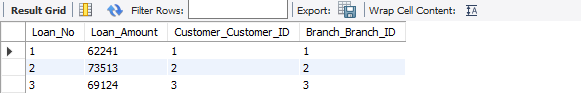 Result Grid Filter Rows: Export: Wrap Cell Content: IA
Loan_No Loan_Amount Customer_Customer_ID Branch_Branch_ID
1 62241 1 1
2 73513 2 2
3 69124 3 3